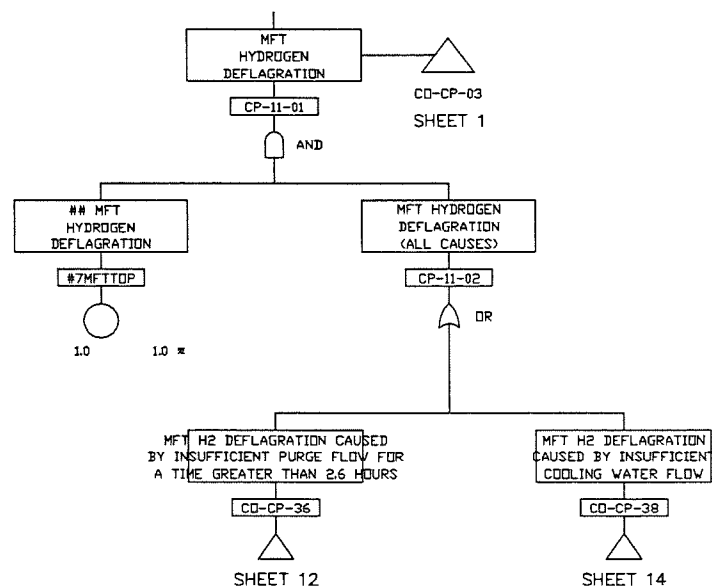 MFT
HYDROGEN
DEFLAGRATION
CO-CP-03
CP-11-01
SHEET 1
AND
## MFT
HYDROGEN
DEFLAGRATION
MFT HYDROGEN
DEFLAGRATION
(ALL CAUSES)
#7MFTTOP
CP-11-02
OR
1.0 1.0 *
MFT H2 DEFLAGRATION CAUSED
BY INSUFFICIENT PURGE FLOW FOR
A TIME GREATER THAN 2.6 HOURS
MFT H2 DEFLAGRATION
CAUSED BY INSUFFICIENT
COOLING WATER FLOW
CO-CP-36
CO-CP-38
SHEET 12
SHEET 14